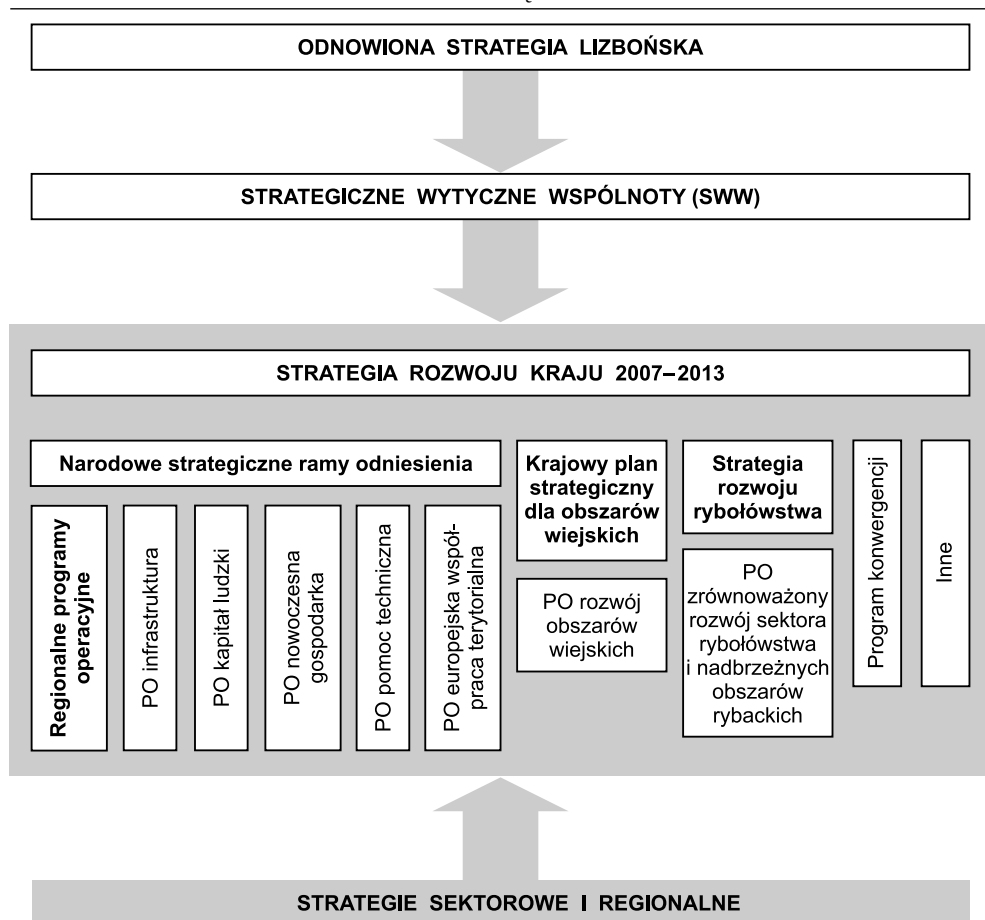 ODNOWIONA STRATEGIA LIZBOŃSKA
STRATEGICZNE WYTYCZNE WSPÓLNOTY (SWW)
STRATEGIA ROZWOJU KRAJU 2007–2013
Narodowe strategiczne ramy odniesienia
Regionalne programy
operacyjne
PO infrastruktura
PO kapitał ludzki
PO nowoczesna
gospodarka
PO pomoc techniczna
PO europejska współ-
praca terytorialna
Krajowy plan
strategiczny
dla obszarów
wiejskich
PO rozwój
obszarów
wiejskich
Strategia
rozwoju
rybołówstwa
PO
zrównoważony
rozwój sektora
rybołówstwa
i nadbrzeżnych
obszarów
rybackich
Program konwergencji
Inne
STRATEGIE SEKTOROWE I REGIONALNE